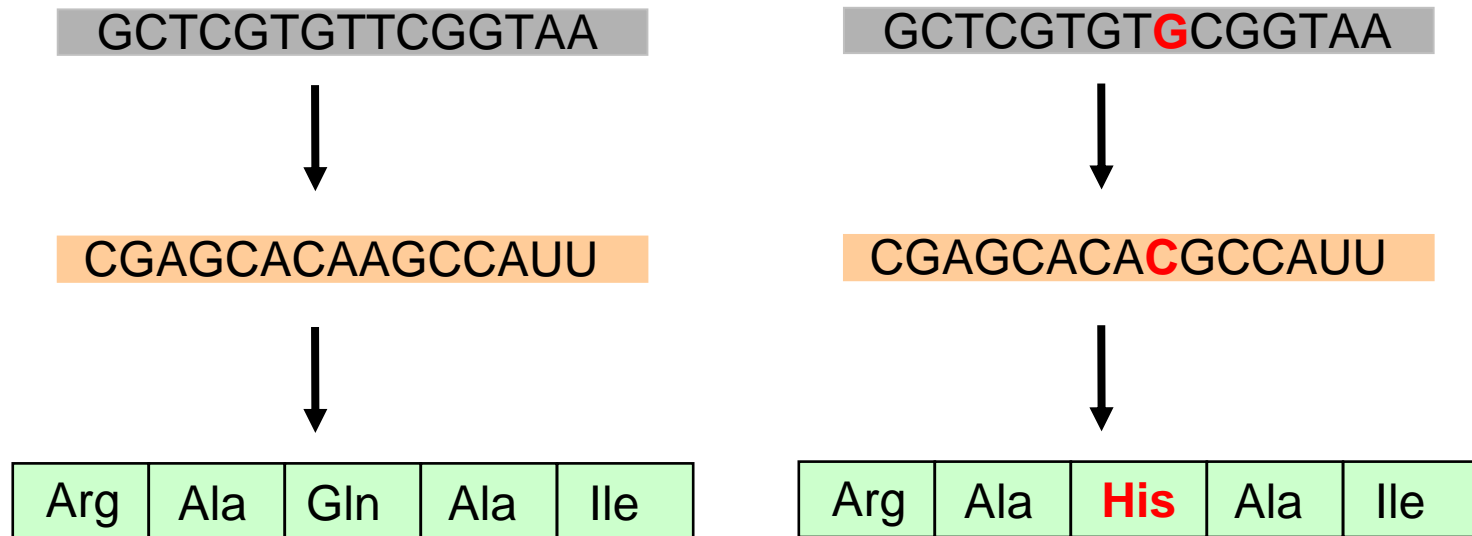 GCTCGTGTTCGGTAA
GCTCGTGTGCGGTAA
CGAGCACAAGCCAUU
CGAGCACACGCCAUU
Arg Ala Gln Ala Ile
Arg Ala His Ala Ile